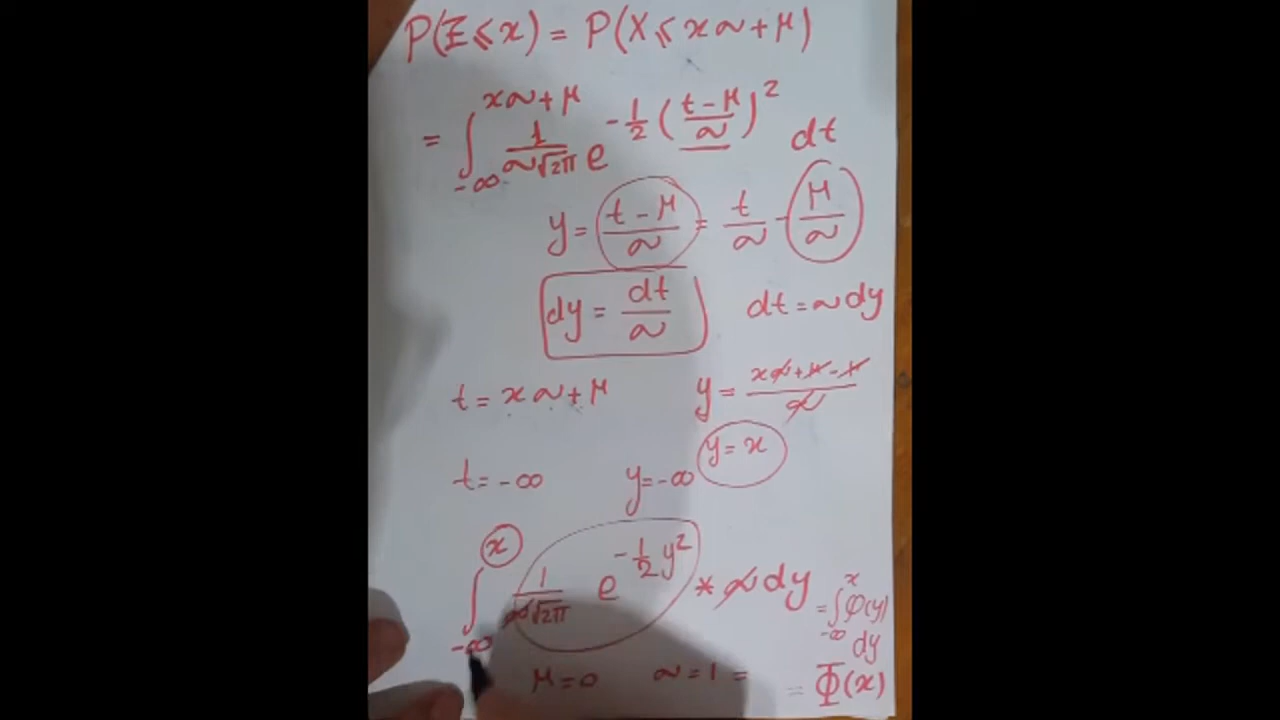 P(Z ≤ x) = P(X ≤ xσ + μ)
= ∫_{-∞}^{xσ+μ} 1/(σ√2π) e^{-1/2 ((t-μ)/σ)^2} dt
y = (t-μ)/σ = t/σ - μ/σ
dy = dt/σ dt = σ dy
t = xσ + μ y = (xσ+μ-μ)/σ
y = x
t = -∞ y = -∞
∫_{-∞}^{x} 1/(σ√2π) e^{-1/2 y^2} * σ dy = ∫_{-∞}^{x} φ(y) dy
μ = 0 σ = 1 = = Φ(x)